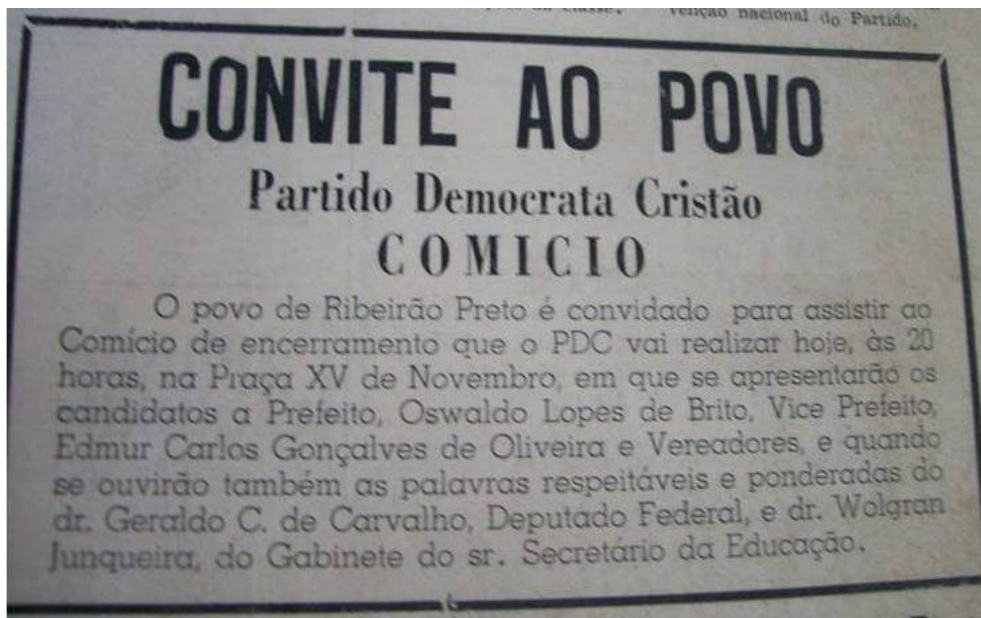 venção nacional do Partido.
CONVITE AO POVO
Partido Democrata Cristão
COMICIO
O povo de Ribeirão Preto é convidado para assistir ao
Comício de encerramento que o PDC vai realizar hoje, às 20
horas, na Praça XV de Novembro, em que se apresentarão os
candidatos a Prefeito, Oswaldo Lopes de Brito, Vice Prefeito,
Edmur Carlos Gonçalves de Oliveira e Vereadores, e quando
se ouvirão também as palavras respeitáveis e ponderadas do
dr. Geraldo C. de Carvalho, Deputado Federal, e dr. Wolgran
Junqueira, do Gabinete do sr. Secretário da Educação.